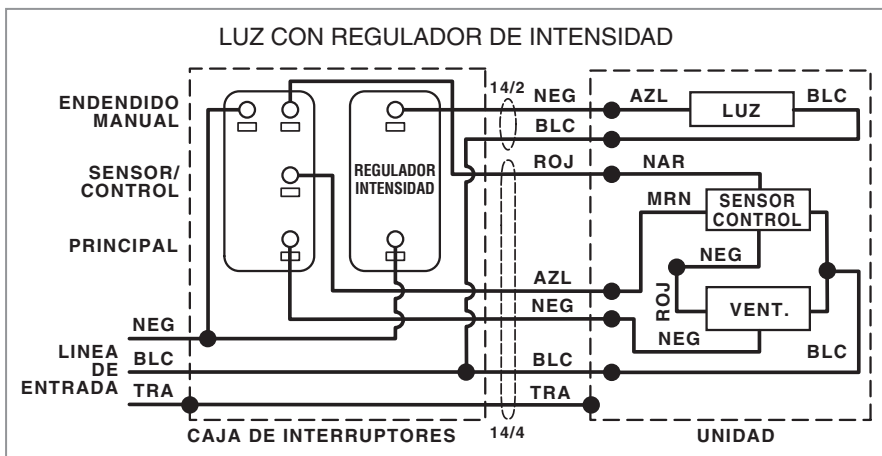 LUZ CON REGULADOR DE INTENSIDAD
ENDENDIDO
MANUAL
SENSOR/
CONTROL
PRINCIPAL
REGULADOR
INTENSIDAD
14/2
NEG
AZL
LUZ
BLC
BLC
ROJ
NAR
MRN
SENSOR
CONTROL
NEG
AZL
ROJ
VENT.
NEG
NEG
BLC
BLC
NEG
LINEA
DE
ENTRADA
BLC
TRA
TRA
CAJA DE INTERRUPTORES
14/4
UNIDAD